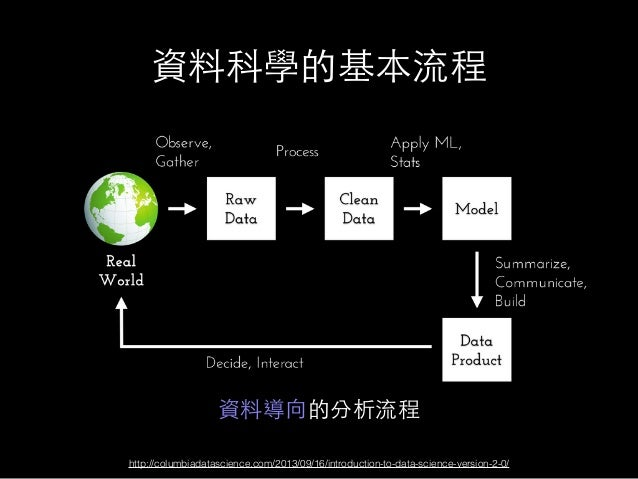 資料科學的基本流程
Observe,
Gather
Process
Apply ML,
Stats
Raw
Data
Clean
Data
Model
Real
World
Summarize,
Communicate,
Build
Data
Product
Decide, Interact
資料導向的分析流程
http://columbiadatascience.com/2013/09/16/introduction-to-data-science-version-2-0/